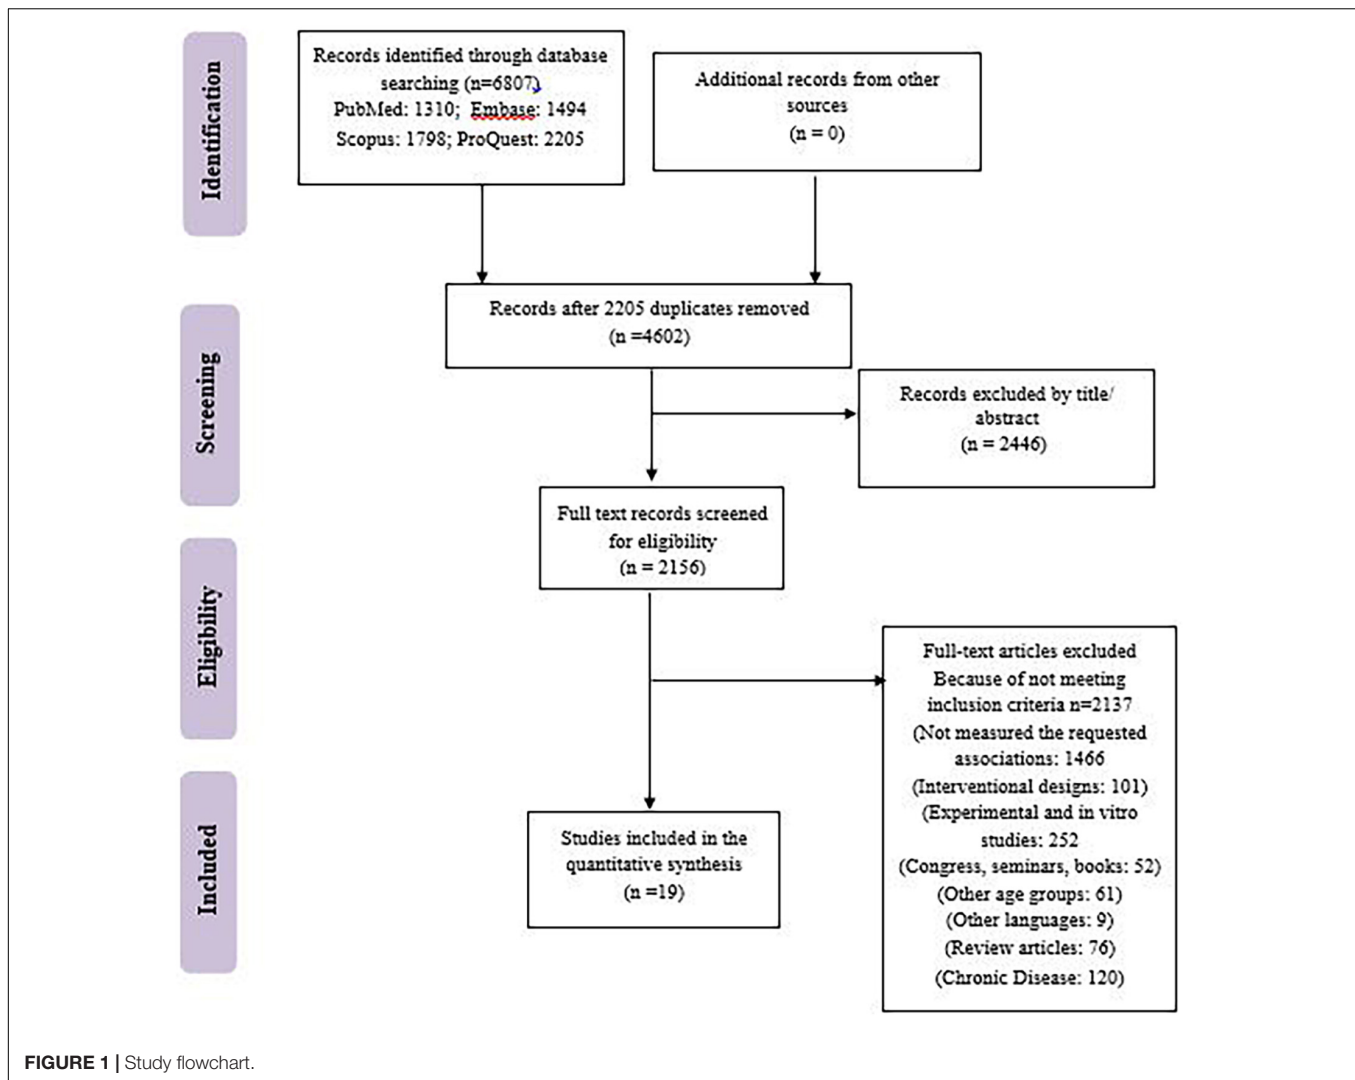 Identification
Records identified through database
searching (n=6807)
PubMed: 1310; Embase: 1494
Scopus: 1798; ProQuest: 2205
Additional records from other
sources
(n = 0)
Screening
Records after 2205 duplicates removed
(n =4602)
Records excluded by title/
abstract
(n = 2446)
Full text records screened
for eligibility
(n = 2156)
Eligibility
Full-text articles excluded
Because of not meeting
inclusion criteria n=2137
(Not measured the requested
associations: 1466
(Interventional designs: 101)
(Experimental and in vitro
studies: 252
(Congress, seminars, books: 52)
(Other age groups: 61)
(Other languages: 9)
(Review articles: 76)
(Chronic Disease: 120)
Included
Studies included in the
quantitative synthesis
(n =19)
FIGURE 1 | Study flowchart.